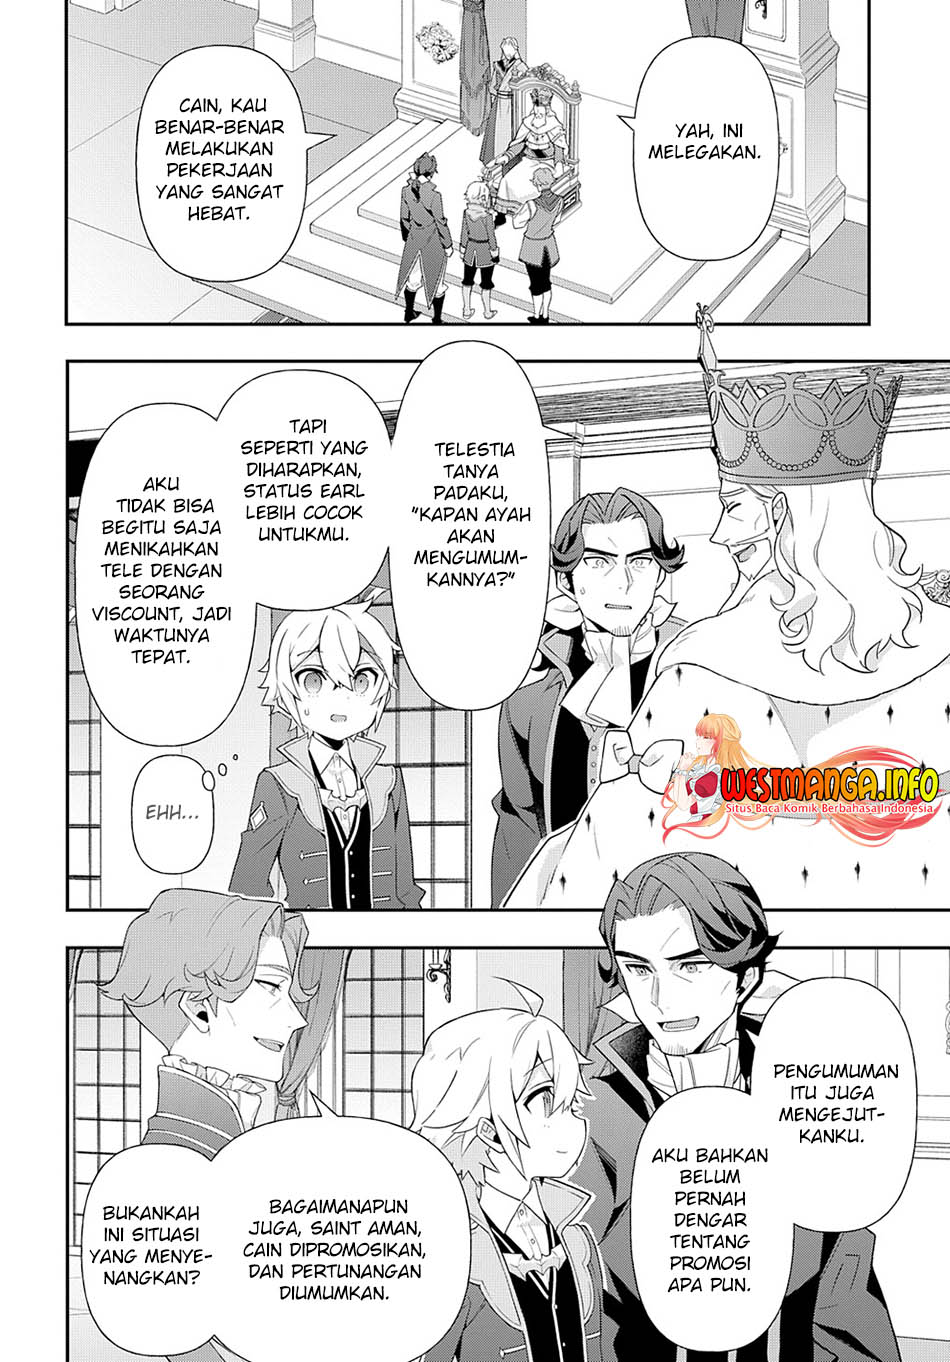 YAH, INI
MELEGAKAN.
CAIN, KAU
BENAR-BENAR
MELAKUKAN
PEKERJAAN
YANG SANGAT
HEBAT.
TELESTIA
TANYA
PADAKU,
"KAPAN AYAH
AKAN
MENGUMUM-
KANNYA?"
TAPI
SEPERTI YANG
DIHARAPKAN,
STATUS EARL
LEBIH COCOK
UNTUKMU.
AKU
TIDAK BISA
BEGITU SAJA
MENIKAHKAN
TELE DENGAN
SEORANG
VISCOUNT, JADI
WAKTUNYA
TEPAT.
EHH...
WESTMANGA.INFO
Situs Baca Komik Berbahasa Indonesia
PENGUMUMAN
ITU JUGA
MENGEJUT-
KANKU.
AKU BAHKAN
BELUM
PERNAH
DENGAR
TENTANG
PROMOSI
APA PUN.
BAGAIMANAPUN
JUGA, SAINT AMAN,
CAIN DIPROMOSIKAN,
DAN PERTUNANGAN
DIUMUMKAN.
BUKANKAH
INI SITUASI
YANG MENYE-
NANGKAN?